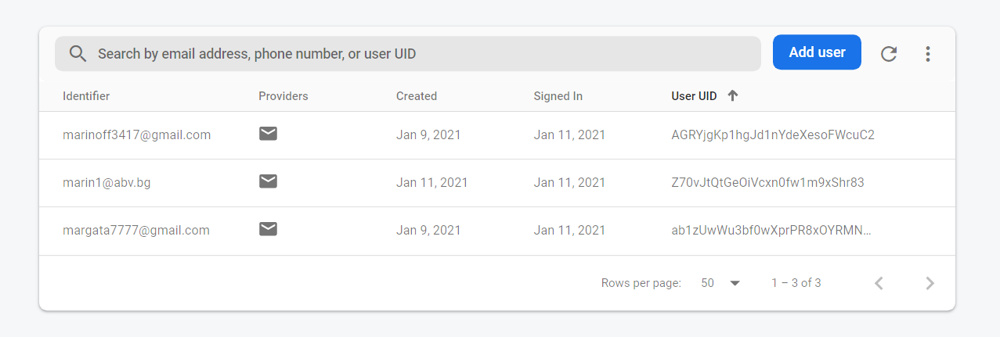 Search by email address, phone number, or user UID Add user
Identifier Providers Created Signed In User UID
marinoff3417@gmail.com Jan 9, 2021 Jan 11, 2021 AGRYjgKp1hgJd1nYdeXesoFWcuC2
marin1@abv.bg Jan 11, 2021 Jan 11, 2021 Z70vJtQtGeOiVcxn0fw1m9xShr83
margata7777@gmail.com Jan 9, 2021 Jan 11, 2021 ab1zUwWu3bf0wXprPR8xOYRMN...
Rows per page: 50 1 – 3 of 3